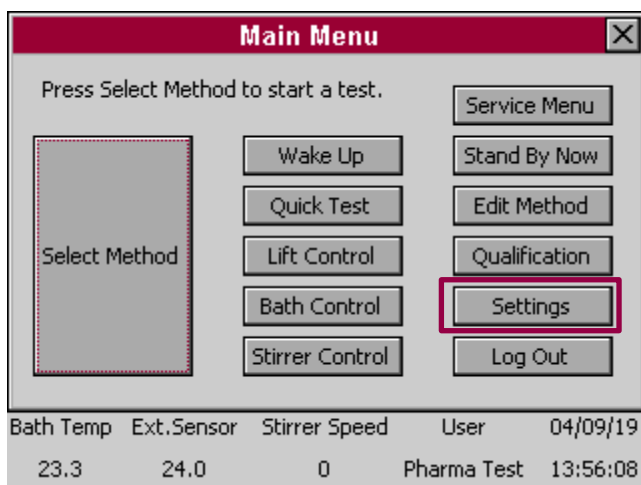 Main Menu
Press Select Method to start a test.
Service Menu
Wake Up
Stand By Now
Quick Test
Edit Method
Select Method
Lift Control
Qualification
Bath Control
Settings
Stirrer Control
Log Out
Bath Temp Ext.Sensor Stirrer Speed User 04/09/19
23.3 24.0 0 Pharma Test 13:56:08